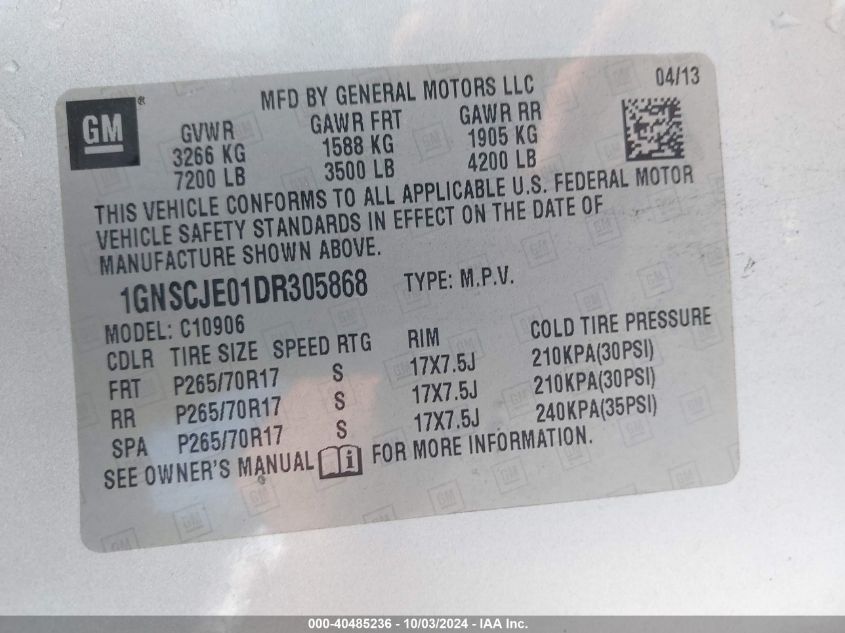 GM ®
MFD BY GENERAL MOTORS LLC 04/13
GVWR GAWR FRT GAWR RR
3266 KG 1588 KG 1905 KG
7200 LB 3500 LB 4200 LB
THIS VEHICLE CONFORMS TO ALL APPLICABLE U.S. FEDERAL MOTOR
VEHICLE SAFETY STANDARDS IN EFFECT ON THE DATE OF
MANUFACTURE SHOWN ABOVE.
1GNSCJE01DR305868 TYPE: M.P.V.
MODEL: C10906
CDLR TIRE SIZE SPEED RTG RIM COLD TIRE PRESSURE
FRT P265/70R17 S 17X7.5J 210KPA(30PSI)
RR P265/70R17 S 17X7.5J 210KPA(30PSI)
SPA P265/70R17 S 17X7.5J 240KPA(35PSI)
SEE OWNER'S MANUAL i FOR MORE INFORMATION.
000-40485236 - 10/03/2024 - IAA Inc.